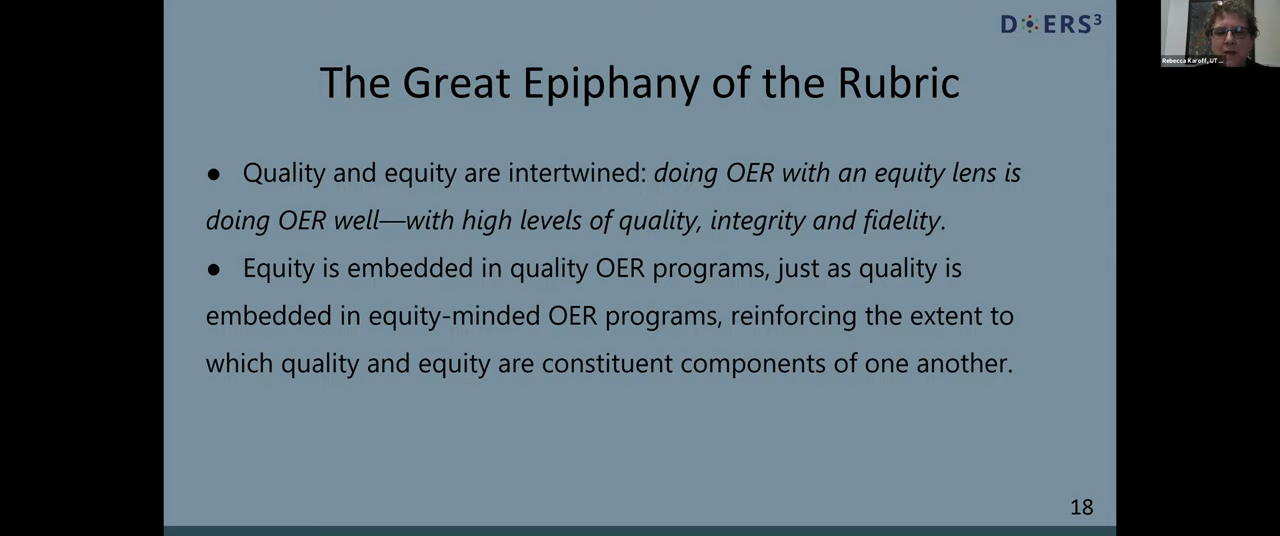 DOERS³
Rebecca Karoff, UT ...
The Great Epiphany of the Rubric
● Quality and equity are intertwined: doing OER with an equity lens is
doing OER well—with high levels of quality, integrity and fidelity.
● Equity is embedded in quality OER programs, just as quality is
embedded in equity-minded OER programs, reinforcing the extent to
which quality and equity are constituent components of one another.
18